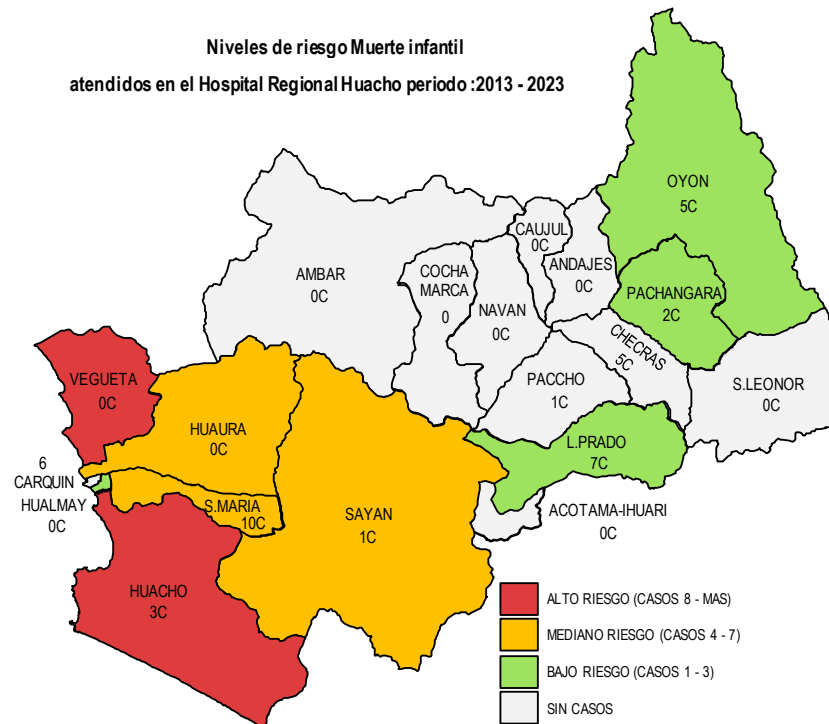 Niveles de riesgo Muerte infantil
atendidos en el Hospital Regional Huacho periodo :2013 - 2023
OYON
5C
CAUJUL
0C
ANDAJES
0C
AMBAR
0C
COCHA
MARCA
0
NAVAN
0C
PACHANGARA
2C
CHECRAS
5C
VEGUETA
0C
PACCHO
1C
S.LEONOR
0C
HUAURA
0C
L.PRADO
7C
6
CARQUIN
HUALMAY
0C
S.MARIA
10C
SAYAN
1C
ACOTAMA-IHUARI
0C
HUACHO
3C
ALTO RIESGO (CASOS 8 - MAS)
MEDIANO RIESGO (CASOS 4 - 7)
BAJO RIESGO (CASOS 1 - 3)
SIN CASOS